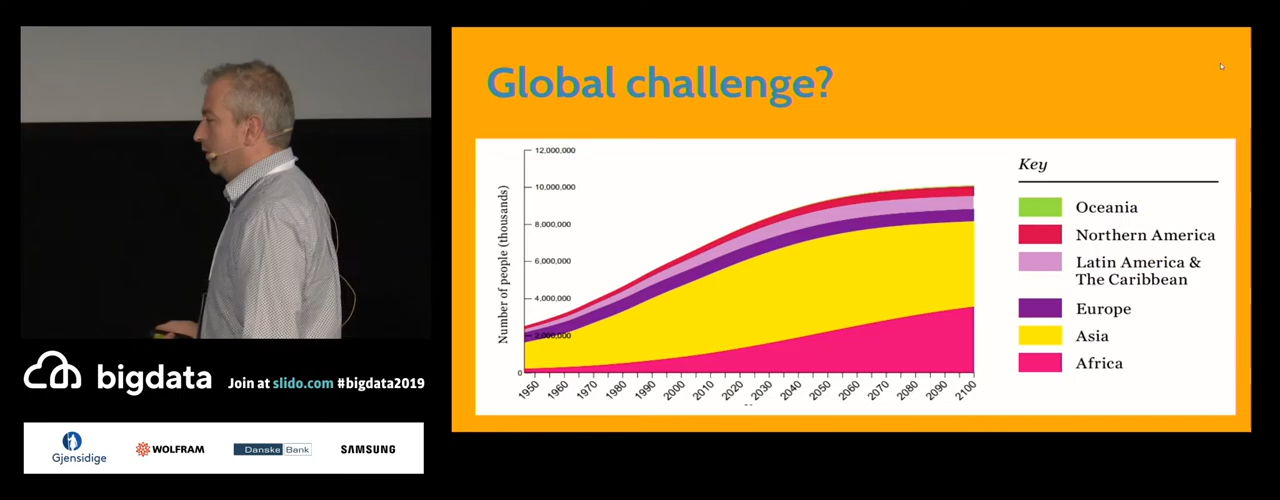 Global challenge?
Number of people (thousands)
12,000,000
10,000,000
8,000,000
6,000,000
4,000,000
2,000,000
0
1950 1960 1970 1980 1990 2000 2010 2020 2030 2040 2050 2060 2070 2080 2090 2100
Key
Oceania
Northern America
Latin America &
The Caribbean
Europe
Asia
Africa
bigdata
Join at slido.com #bigdata2019
Gjensidige
WOLFRAM
Danske Bank
SAMSUNG